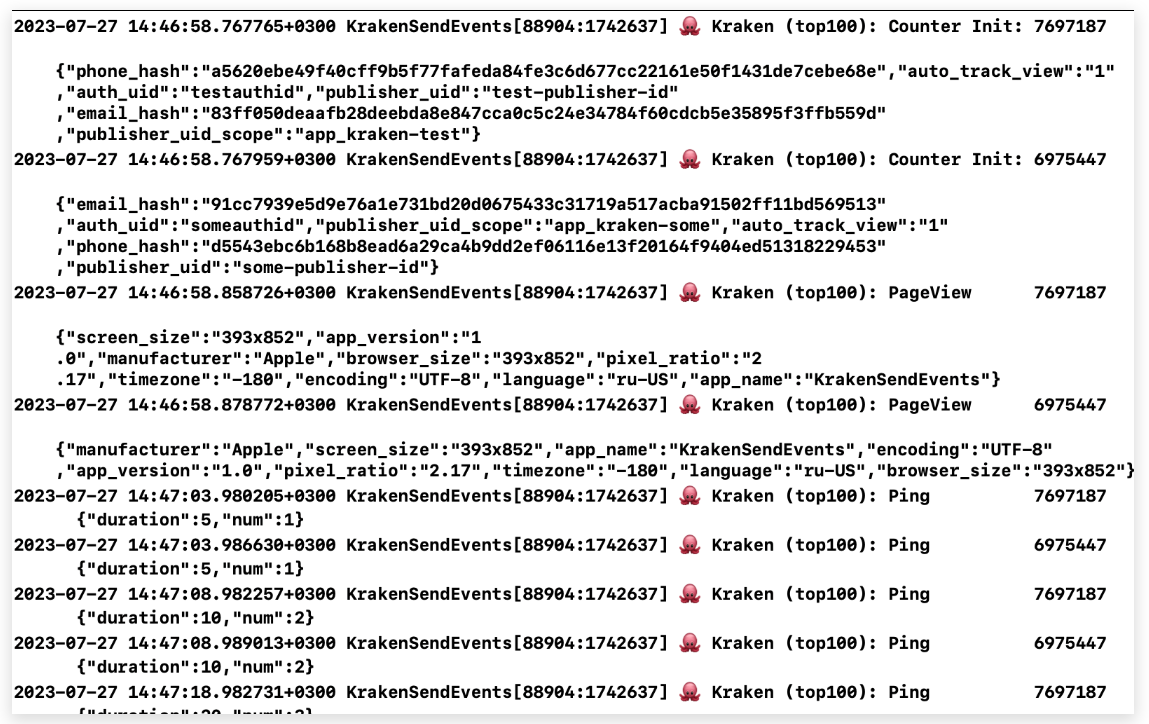 2023-07-27 14:46:58.767765+0300 KrakenSendEvents[88904:1742637] 🐙 Kraken (top100): Counter Init: 7697187
{"phone_hash":"a5620ebe49f40cff9b5f77fafeda84fe3c6d677cc22161e50f1431de7cebe68e","auto_track_view":"1"
,"auth_uid":"testauthid","publisher_uid":"test-publisher-id"
,"email_hash":"83ff050deaafb28deebda8e847cca0c5c24e34784f60cdcb5e35895f3ffb559d"
,"publisher_uid_scope":"app_kraken-test"}
2023-07-27 14:46:58.767959+0300 KrakenSendEvents[88904:1742637] 🐙 Kraken (top100): Counter Init: 6975447
{"email_hash":"91cc7939e5d9e76a1e731bd20d0675433c31719a517acba91502ff11bd569513"
,"auth_uid":"someauthid","publisher_uid_scope":"app_kraken-some","auto_track_view":"1"
,"phone_hash":"d5543ebc6b168b8ead6a29ca4b9dd2ef06116e13f20164f9404ed51318229453"
,"publisher_uid":"some-publisher-id"}
2023-07-27 14:46:58.858726+0300 KrakenSendEvents[88904:1742637] 🐙 Kraken (top100): PageView 7697187
{"screen_size":"393x852","app_version":"1
.0","manufacturer":"Apple","browser_size":"393x852","pixel_ratio":"2
.17","timezone":"-180","encoding":"UTF-8","language":"ru-US","app_name":"KrakenSendEvents"}
2023-07-27 14:46:58.878772+0300 KrakenSendEvents[88904:1742637] 🐙 Kraken (top100): PageView 6975447
{"manufacturer":"Apple","screen_size":"393x852","app_name":"KrakenSendEvents","encoding":"UTF-8"
,"app_version":"1.0","pixel_ratio":"2.17","timezone":"-180","language":"ru-US","browser_size":"393x852"}
2023-07-27 14:47:03.980205+0300 KrakenSendEvents[88904:1742637] 🐙 Kraken (top100): Ping 7697187
{"duration":5,"num":1}
2023-07-27 14:47:03.986630+0300 KrakenSendEvents[88904:1742637] 🐙 Kraken (top100): Ping 6975447
{"duration":5,"num":1}
2023-07-27 14:47:08.982257+0300 KrakenSendEvents[88904:1742637] 🐙 Kraken (top100): Ping 7697187
{"duration":10,"num":2}
2023-07-27 14:47:08.989013+0300 KrakenSendEvents[88904:1742637] 🐙 Kraken (top100): Ping 6975447
{"duration":10,"num":2}
2023-07-27 14:47:18.982731+0300 KrakenSendEvents[88904:1742637] 🐙 Kraken (top100): Ping 7697187